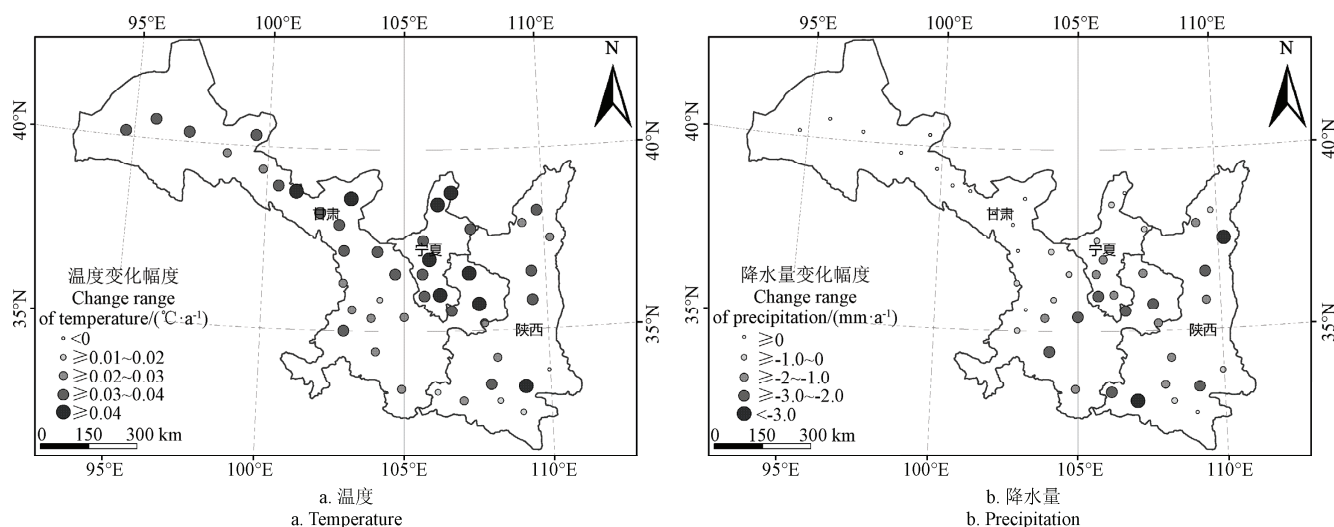 95°E 100°E 105°E 110°E
N
40°N
40°N
35°N
35°N
甘肃
宁夏
陕西
温度变化幅度
Change range
of temperature/(℃·a⁻¹)
<0
≥0.01~0.02
≥0.02~0.03
≥0.03~0.04
≥0.04
0 150 300 km
95°E 100°E 105°E 110°E
a. 温度
a. Temperature
95°E 100°E 105°E 110°E
N
40°N
40°N
35°N
35°N
甘肃
宁夏
陕西
降水量变化幅度
Change range
of precipitation/(mm·a⁻¹)
≥0
≥-1.0~0
≥-2~-1.0
≥-3.0~-2.0
<-3.0
0 150 300 km
95°E 100°E 105°E 110°E
b. 降水量
b. Precipitation